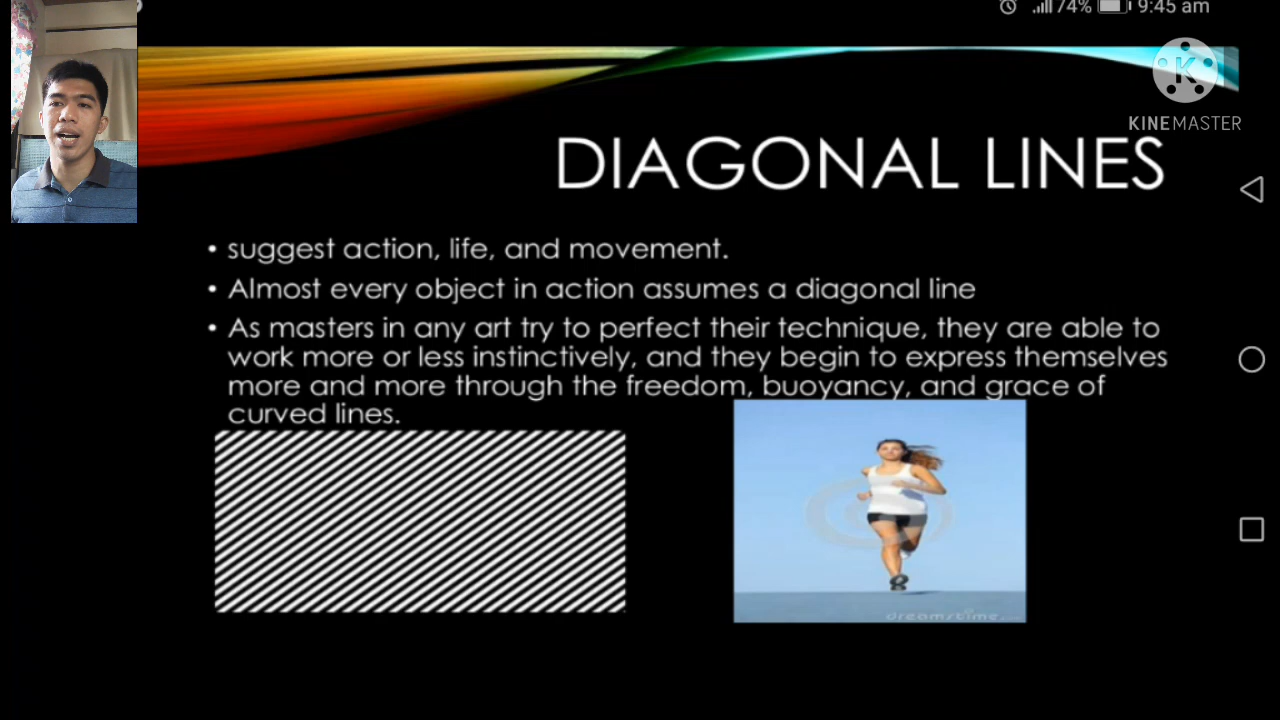 74% 9:45 am
KINEMASTER
DIAGONAL LINES
• suggest action, life, and movement.
• Almost every object in action assumes a diagonal line
• As masters in any art try to perfect their technique, they are able to
work more or less instinctively, and they begin to express themselves
more and more through the freedom, buoyancy, and grace of
curved lines.
dreamstime